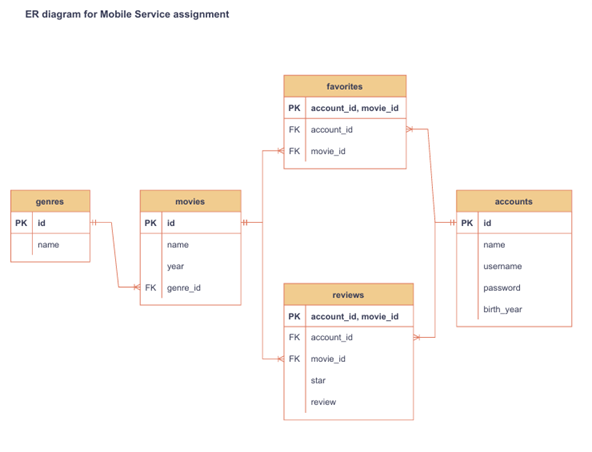 ER diagram for Mobile Service assignment
favorites
PK account_id, movie_id
FK account_id
FK movie_id
genres
PK id
name
movies
PK id
name
year
FK genre_id
accounts
PK id
name
username
password
birth_year
reviews
PK account_id, movie_id
FK account_id
FK movie_id
star
review